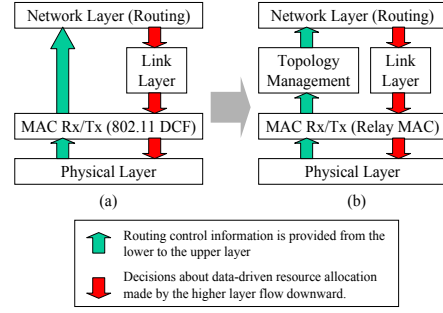 Network Layer (Routing)
Link
Layer
MAC Rx/Tx (802.11 DCF)
Physical Layer
(a)
Network Layer (Routing)
Topology
Management
Link
Layer
MAC Rx/Tx (Relay MAC)
Physical Layer
(b)
Routing control information is provided from the
lower to the upper layer
Decisions about data-driven resource allocation
made by the higher layer flow downward.